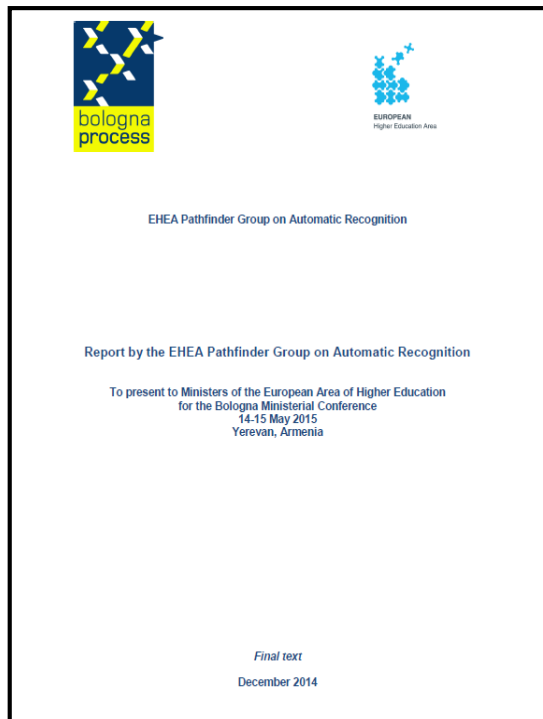 bologna
process
EUROPEAN
Higher Education Area
EHEA Pathfinder Group on Automatic Recognition
Report by the EHEA Pathfinder Group on Automatic Recognition
To present to Ministers of the European Area of Higher Education
for the Bologna Ministerial Conference
14-15 May 2015
Yerevan, Armenia
Final text
December 2014